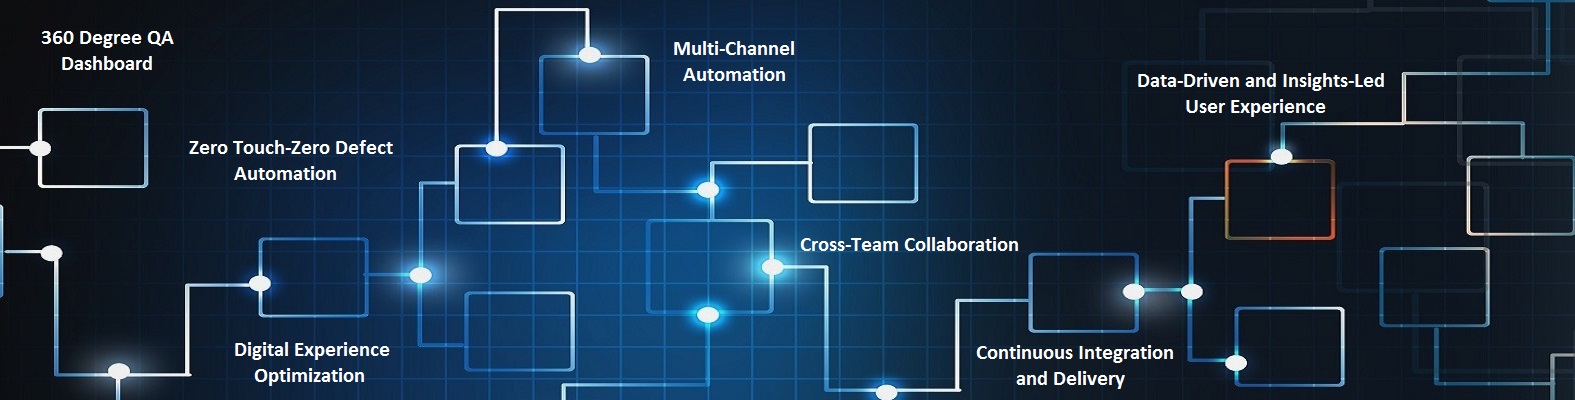 360 Degree QA
Dashboard
Zero Touch-Zero Defect
Automation
Digital Experience
Optimization
Multi-Channel
Automation
Cross-Team Collaboration
Continuous Integration
and Delivery
Data-Driven and Insights-Led
User Experience